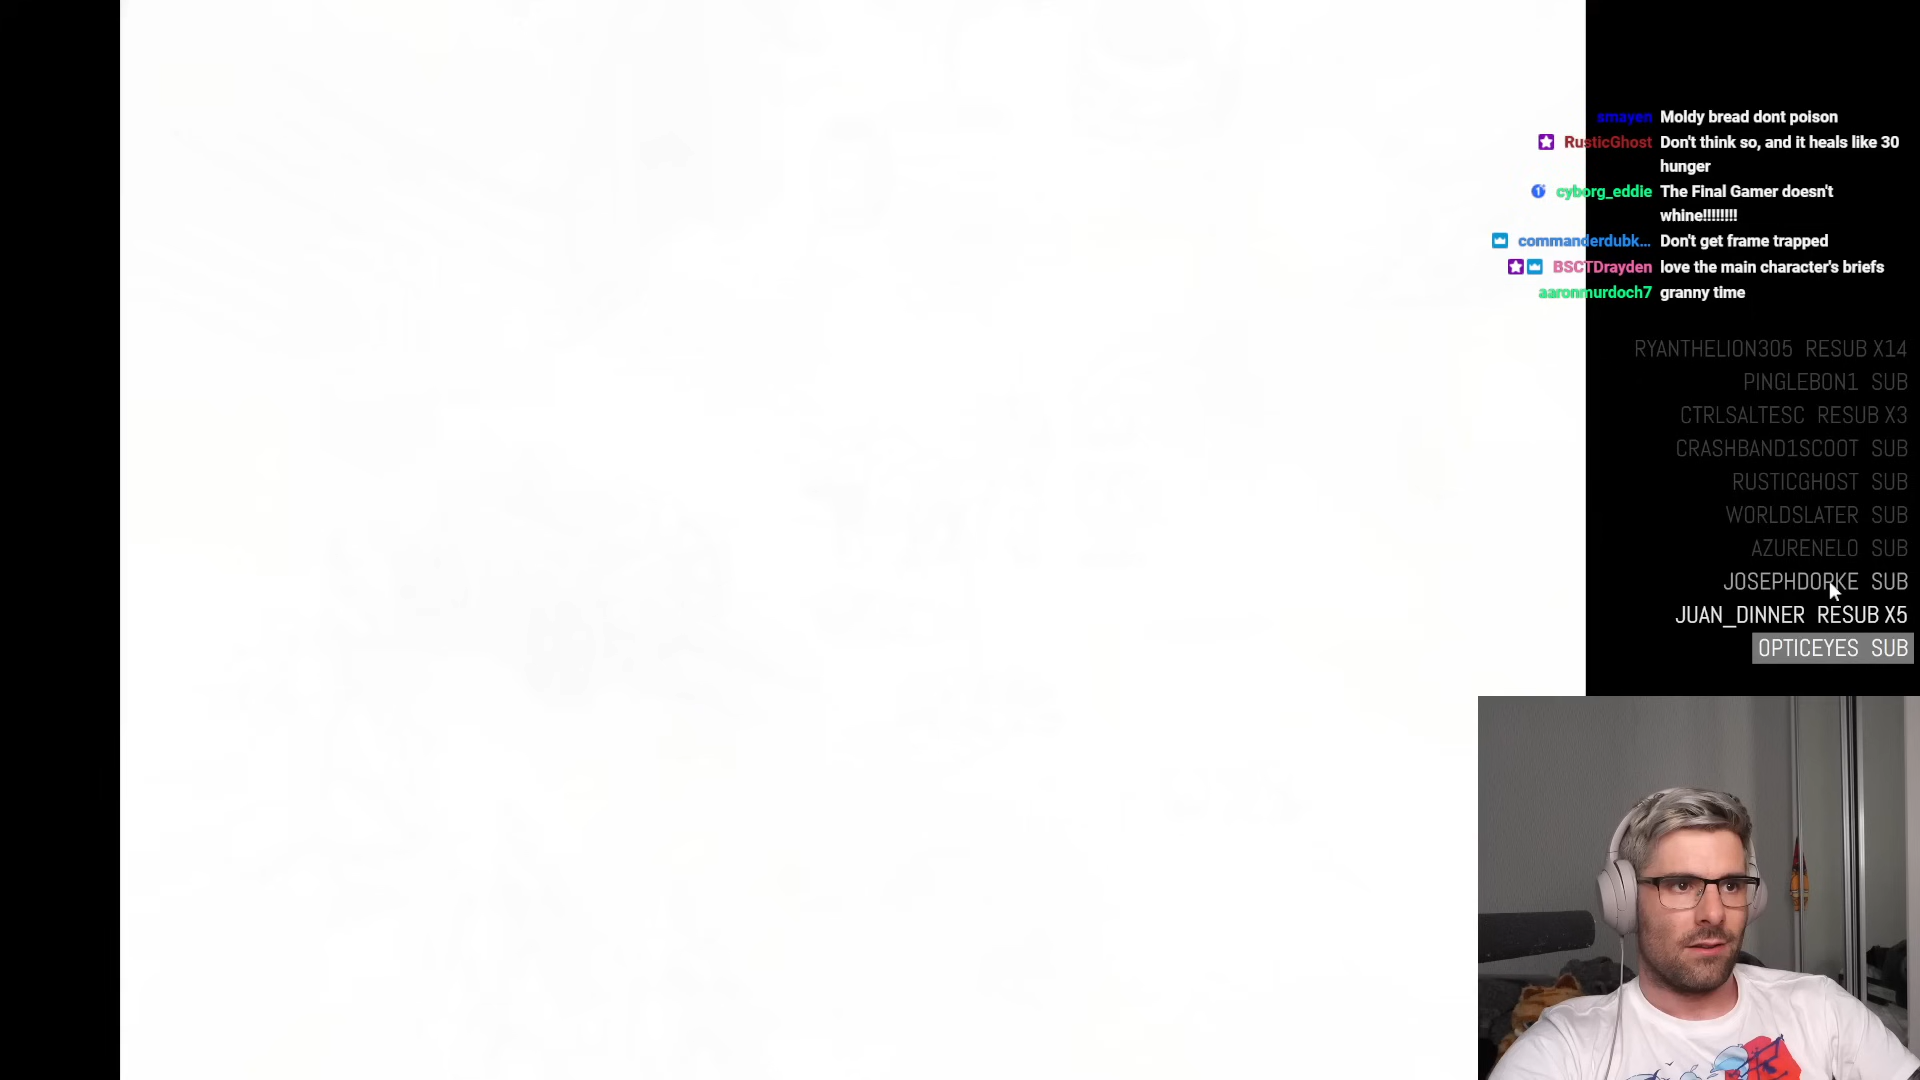 smayen Moldy bread dont poison
RusticGhost Don't think so, and it heals like 30
hunger
cyborg_eddie The Final Gamer doesn't
whine!!!!!!!!
commanderdubk... Don't get frame trapped
BSCTDrayden love the main character's briefs
aaronmurdoch7 granny time
RYANTHELION305 RESUB X14
PINGLEBON1 SUB
CTRLSALTESC RESUB X3
CRASHBAND1SCOOT SUB
RUSTICGHOST SUB
WORLDSLATER SUB
AZURENELO SUB
JOSEPHDORKE SUB
JUAN_DINNER RESUB X5
OPTICEYES SUB